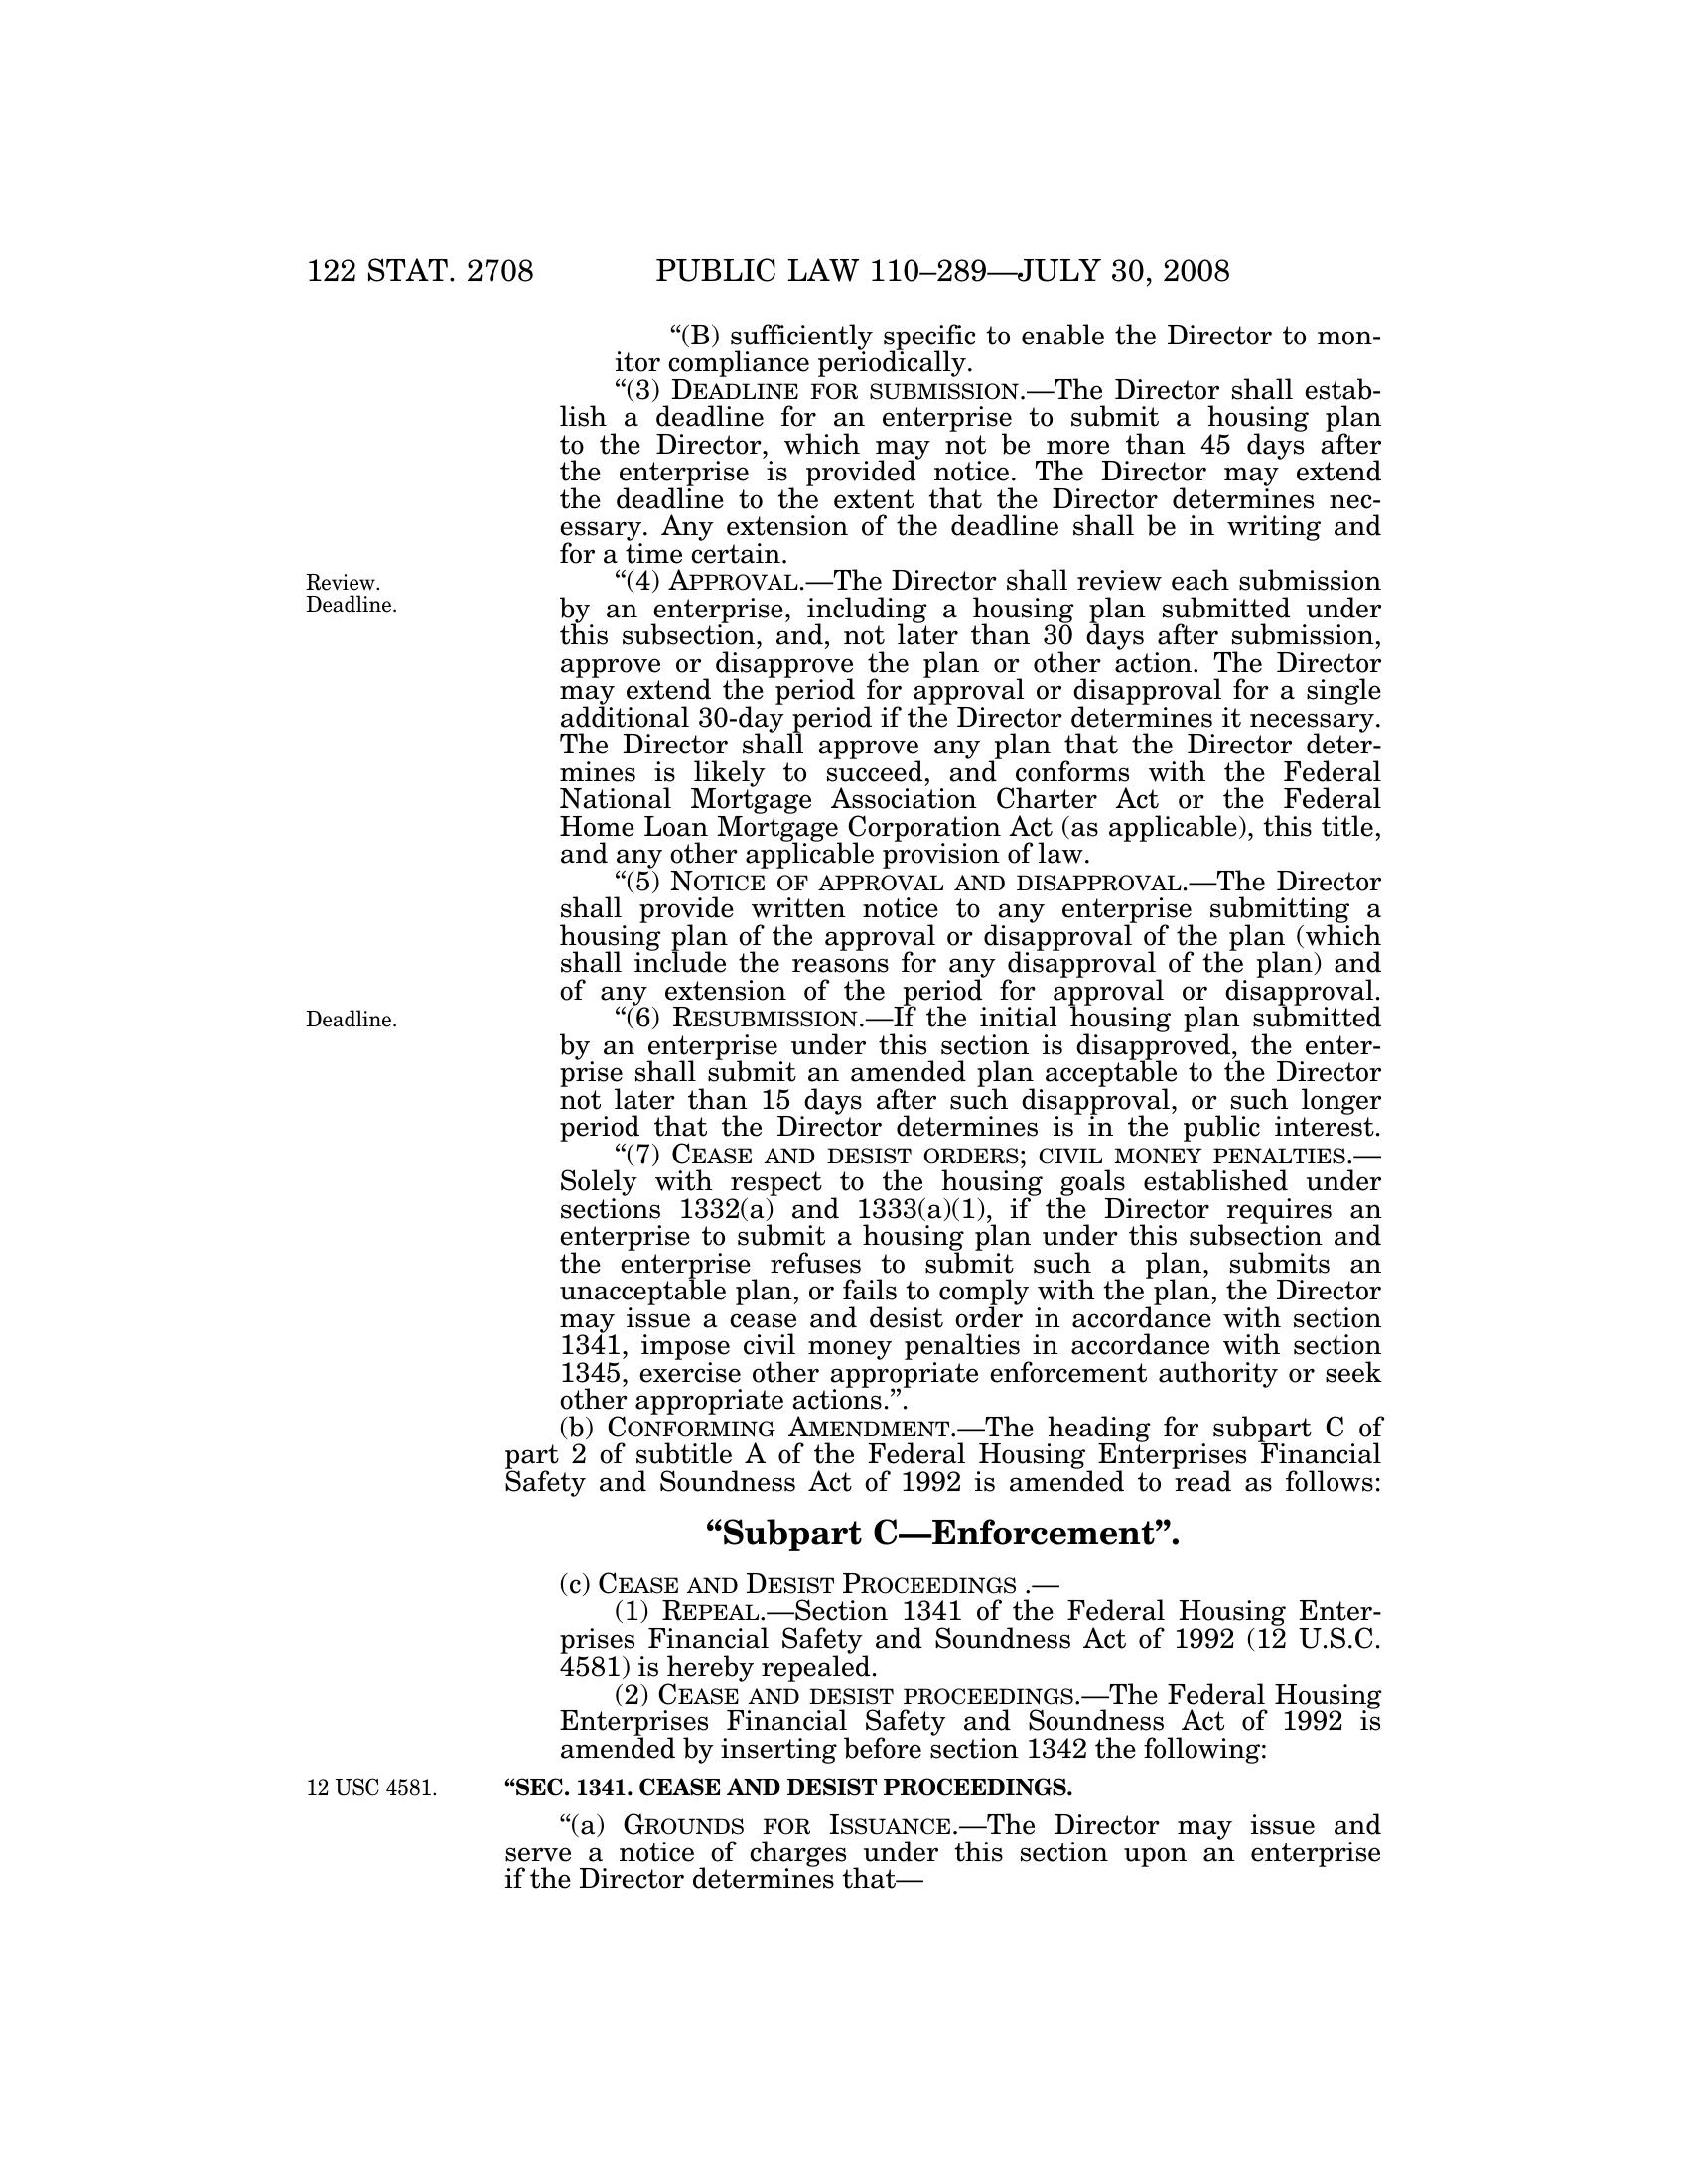 122 STAT. 2708
PUBLIC LAW 110–289—JULY 30, 2008
“(B) sufficiently specific to enable the Director to mon-
itor compliance periodically.
“(3) DEADLINE FOR SUBMISSION.—The Director shall estab-
lish a deadline for an enterprise to submit a housing plan
to the Director, which may not be more than 45 days after
the enterprise is provided notice. The Director may extend
the deadline to the extent that the Director determines nec-
essary. Any extension of the deadline shall be in writing and
for a time certain.
Review.
Deadline.
“(4) APPROVAL.—The Director shall review each submission
by an enterprise, including a housing plan submitted under
this subsection, and, not later than 30 days after submission,
approve or disapprove the plan or other action. The Director
may extend the period for approval or disapproval for a single
additional 30-day period if the Director determines it necessary.
The Director shall approve any plan that the Director deter-
mines is likely to succeed, and conforms with the Federal
National Mortgage Association Charter Act or the Federal
Home Loan Mortgage Corporation Act (as applicable), this title,
and any other applicable provision of law.
“(5) NOTICE OF APPROVAL AND DISAPPROVAL.—The Director
shall provide written notice to any enterprise submitting a
housing plan of the approval or disapproval of the plan (which
shall include the reasons for any disapproval of the plan) and
of any extension of the period for approval or disapproval.
Deadline.
“(6) RESUBMISSION.—If the initial housing plan submitted
by an enterprise under this section is disapproved, the enter-
prise shall submit an amended plan acceptable to the Director
not later than 15 days after such disapproval, or such longer
period that the Director determines is in the public interest.
“(7) CEASE AND DESIST ORDERS; CIVIL MONEY PENALTIES.—
Solely with respect to the housing goals established under
sections 1332(a) and 1333(a)(1), if the Director requires an
enterprise to submit a housing plan under this subsection and
the enterprise refuses to submit such a plan, submits an
unacceptable plan, or fails to comply with the plan, the Director
may issue a cease and desist order in accordance with section
1341, impose civil money penalties in accordance with section
1345, exercise other appropriate enforcement authority or seek
other appropriate actions.”.
(b) CONFORMING AMENDMENT.—The heading for subpart C of
part 2 of subtitle A of the Federal Housing Enterprises Financial
Safety and Soundness Act of 1992 is amended to read as follows:
“Subpart C—Enforcement”.
(c) CEASE AND DESIST PROCEEDINGS .—
(1) REPEAL.—Section 1341 of the Federal Housing Enter-
prises Financial Safety and Soundness Act of 1992 (12 U.S.C.
4581) is hereby repealed.
(2) CEASE AND DESIST PROCEEDINGS.—The Federal Housing
Enterprises Financial Safety and Soundness Act of 1992 is
amended by inserting before section 1342 the following:
12 USC 4581.
“SEC. 1341. CEASE AND DESIST PROCEEDINGS.
“(a) GROUNDS FOR ISSUANCE.—The Director may issue and
serve a notice of charges under this section upon an enterprise
if the Director determines that—